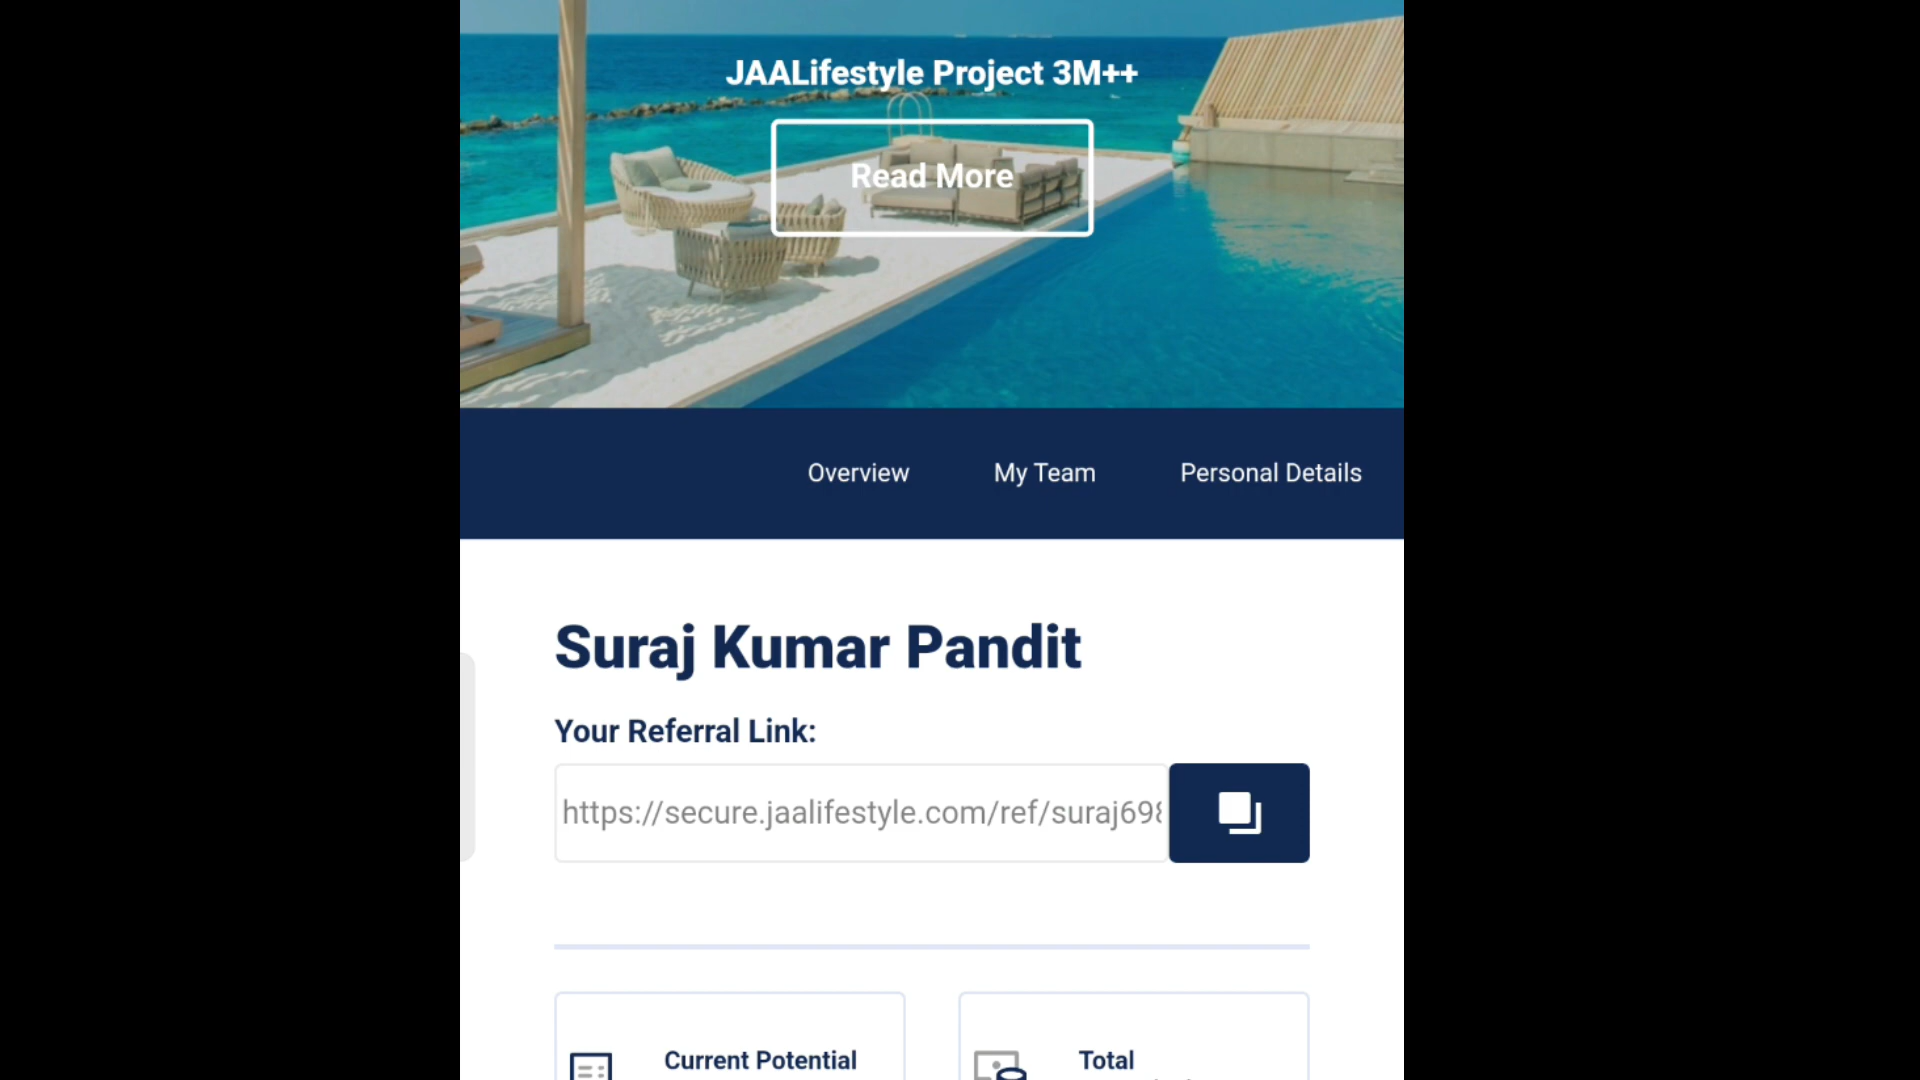 JAALifestyle Project 3M++
Read More
Overview My Team Personal Details
Suraj Kumar Pandit
Your Referral Link:
https://secure.jaalifestyle.com/ref/suraj698
Current Potential
Total